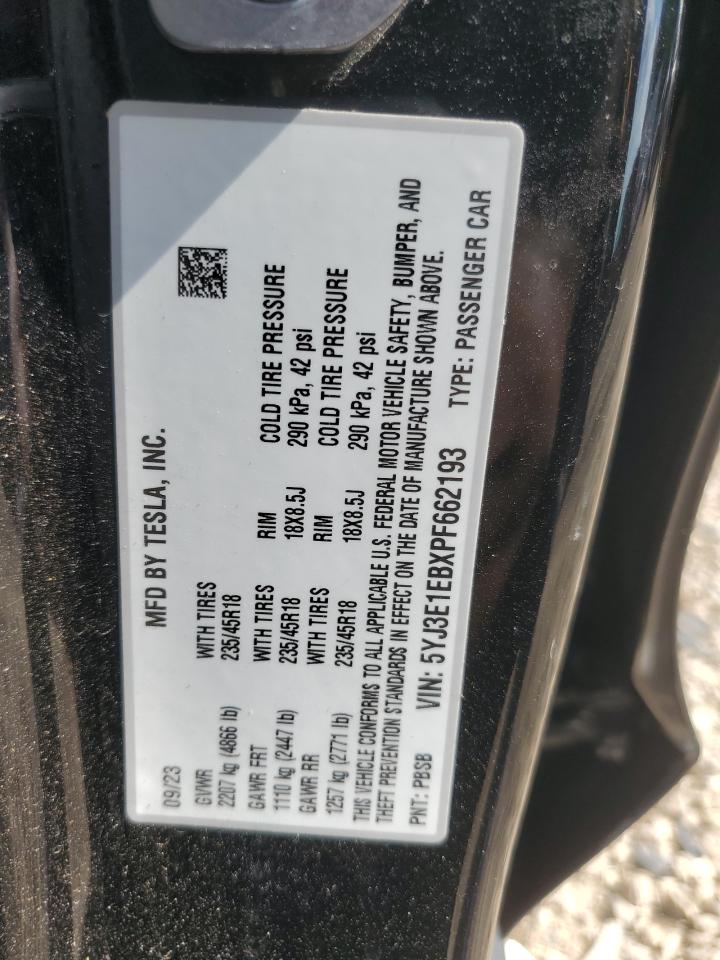 MFD BY TESLA, INC.
09/23
GVWR WITH TIRES
2207 kg (4866 lb) 235/45R18
GAWR FRT WITH TIRES RIM COLD TIRE PRESSURE
1110 kg (2447 lb) 235/45R18 18X8.5J 290 kPa, 42 psi
GAWR RR WITH TIRES RIM COLD TIRE PRESSURE
1257 kg (2771 lb) 235/45R18 18X8.5J 290 kPa, 42 psi
THIS VEHICLE CONFORMS TO ALL APPLICABLE U.S. FEDERAL MOTOR VEHICLE SAFETY, BUMPER, AND
THEFT PREVENTION STANDARDS IN EFFECT ON THE DATE OF MANUFACTURE SHOWN ABOVE.
PNT: PBSB VIN: 5YJ3E1EBXPF662193 TYPE: PASSENGER CAR